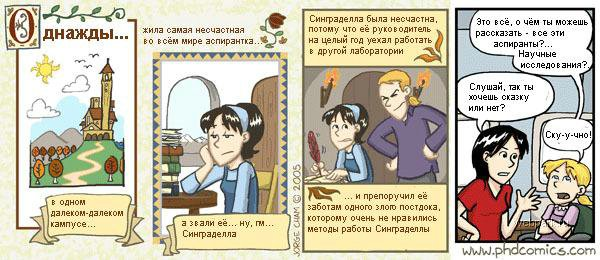 Однажды...
в одном
далеком-далеком
кампусе...
жила самая несчастная
во всём мире аспирантка...
а звали её... ну, гм...
Синграделла
Синграделла была несчастна,
потому что её руководитель
на целый год уехал работать
в другой лаборатории
... и препоручил её
заботам одного злого постдока,
которому очень не нравились
методы работы Синграделлы
JORGE CHAM © 2005
Это всё, о чём ты можешь
рассказать - все эти
аспиранты?...
Научные
исследования?.
Слушай, так ты
хочешь сказку
или нет?
Ску-у-чно!
www.phdcomics.com